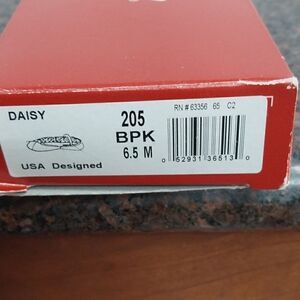 DAISY
205
BPK
6.5 M
USA Designed
RN # 63356 65 C2
0 52931 36513 0